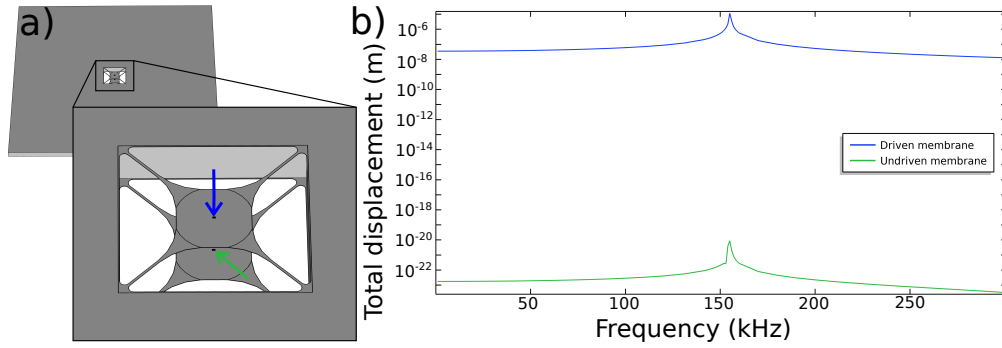 a)
b)
Total displacement (m)
10-6
10-8
10-10
10-12
10-14
10-16
10-18
10-20
10-22
Driven membrane
Undriven membrane
50
100
150
200
250
Frequency (kHz)